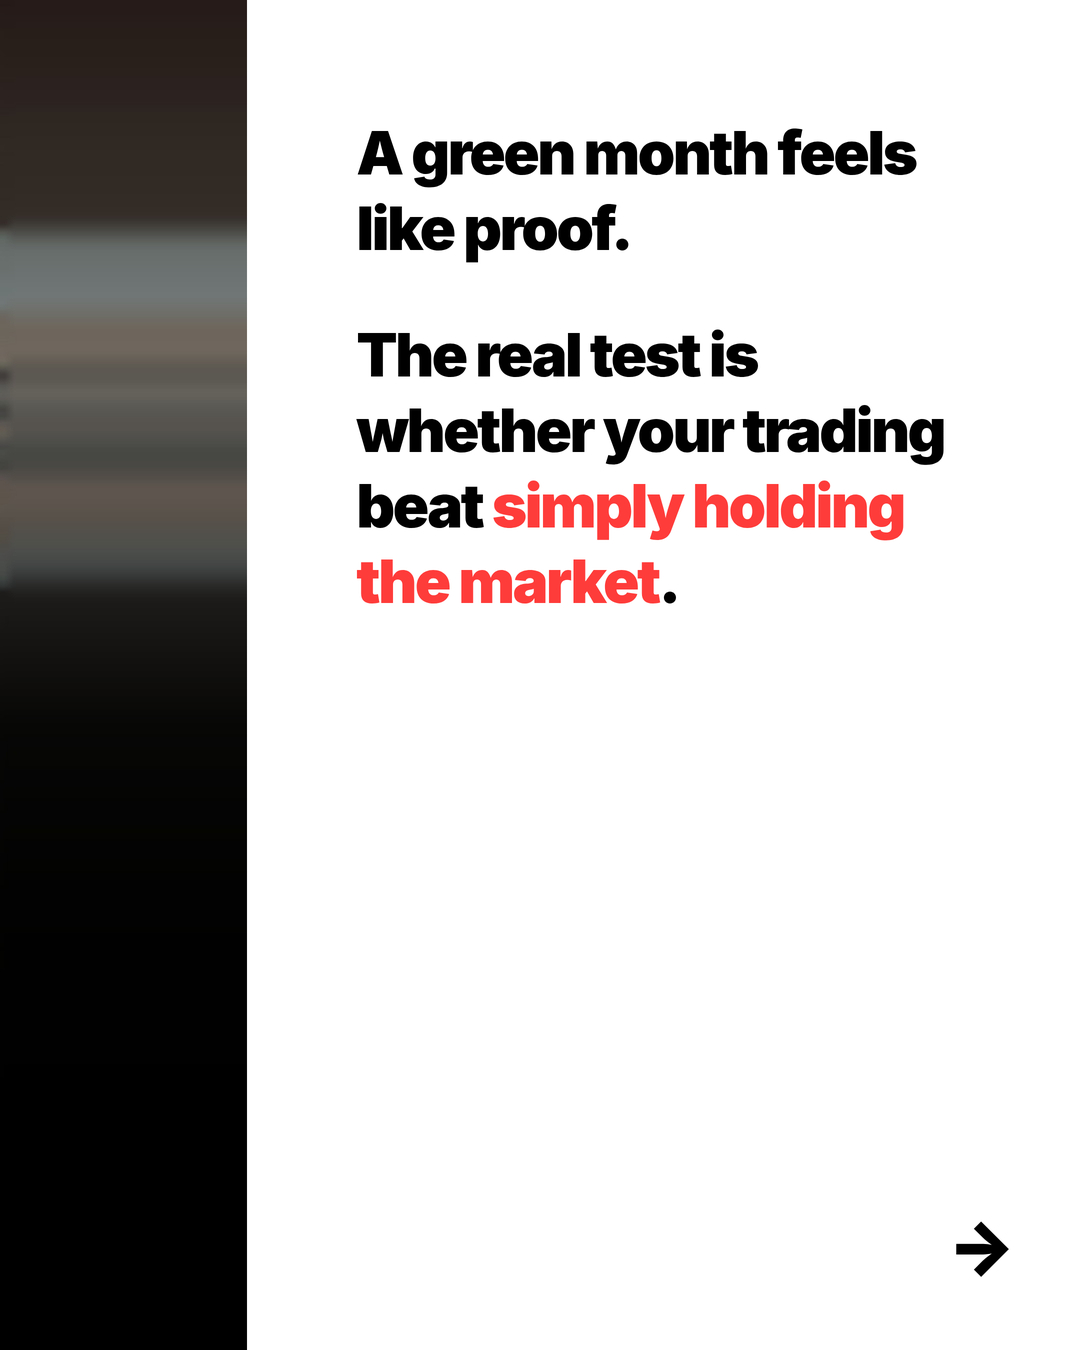 A green month feels
like proof.
The real test is
whether your trading
beat simply holding
the market.